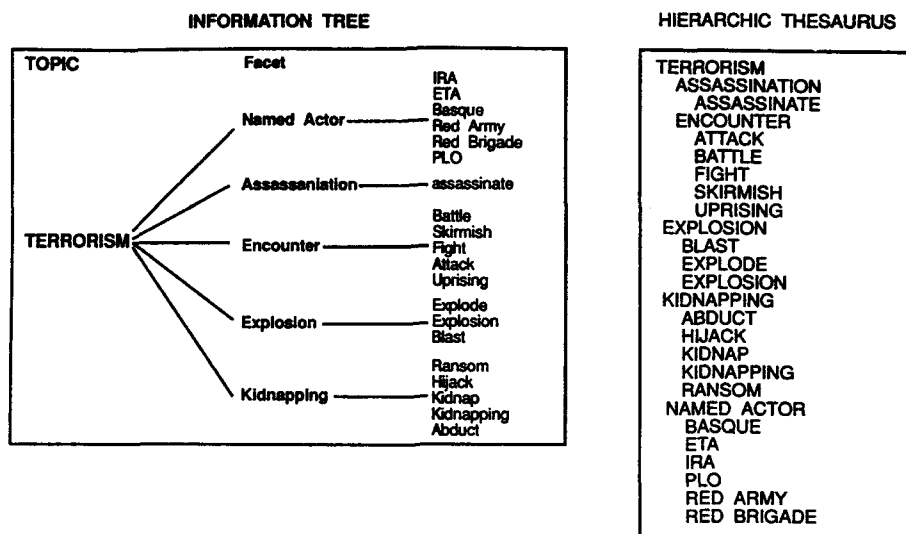 INFORMATION TREE
TOPIC Facet
IRA
ETA
Basque
Named Actor Red Army
Red Brigade
PLO
Assassaniation assassinate
Battle
Skirmish
TERRORISM Encounter Fight
Attack
Uprising
Explode
Explosion Explosion
Blast
Ransom
Hijack
Kidnapping Kidnap
Kidnapping
Abduct
HIERARCHIC THESAURUS
TERRORISM
ASSASSINATION
ASSASSINATE
ENCOUNTER
ATTACK
BATTLE
FIGHT
SKIRMISH
UPRISING
EXPLOSION
BLAST
EXPLODE
EXPLOSION
KIDNAPPING
ABDUCT
HIJACK
KIDNAP
KIDNAPPING
RANSOM
NAMED ACTOR
BASQUE
ETA
IRA
PLO
RED ARMY
RED BRIGADE